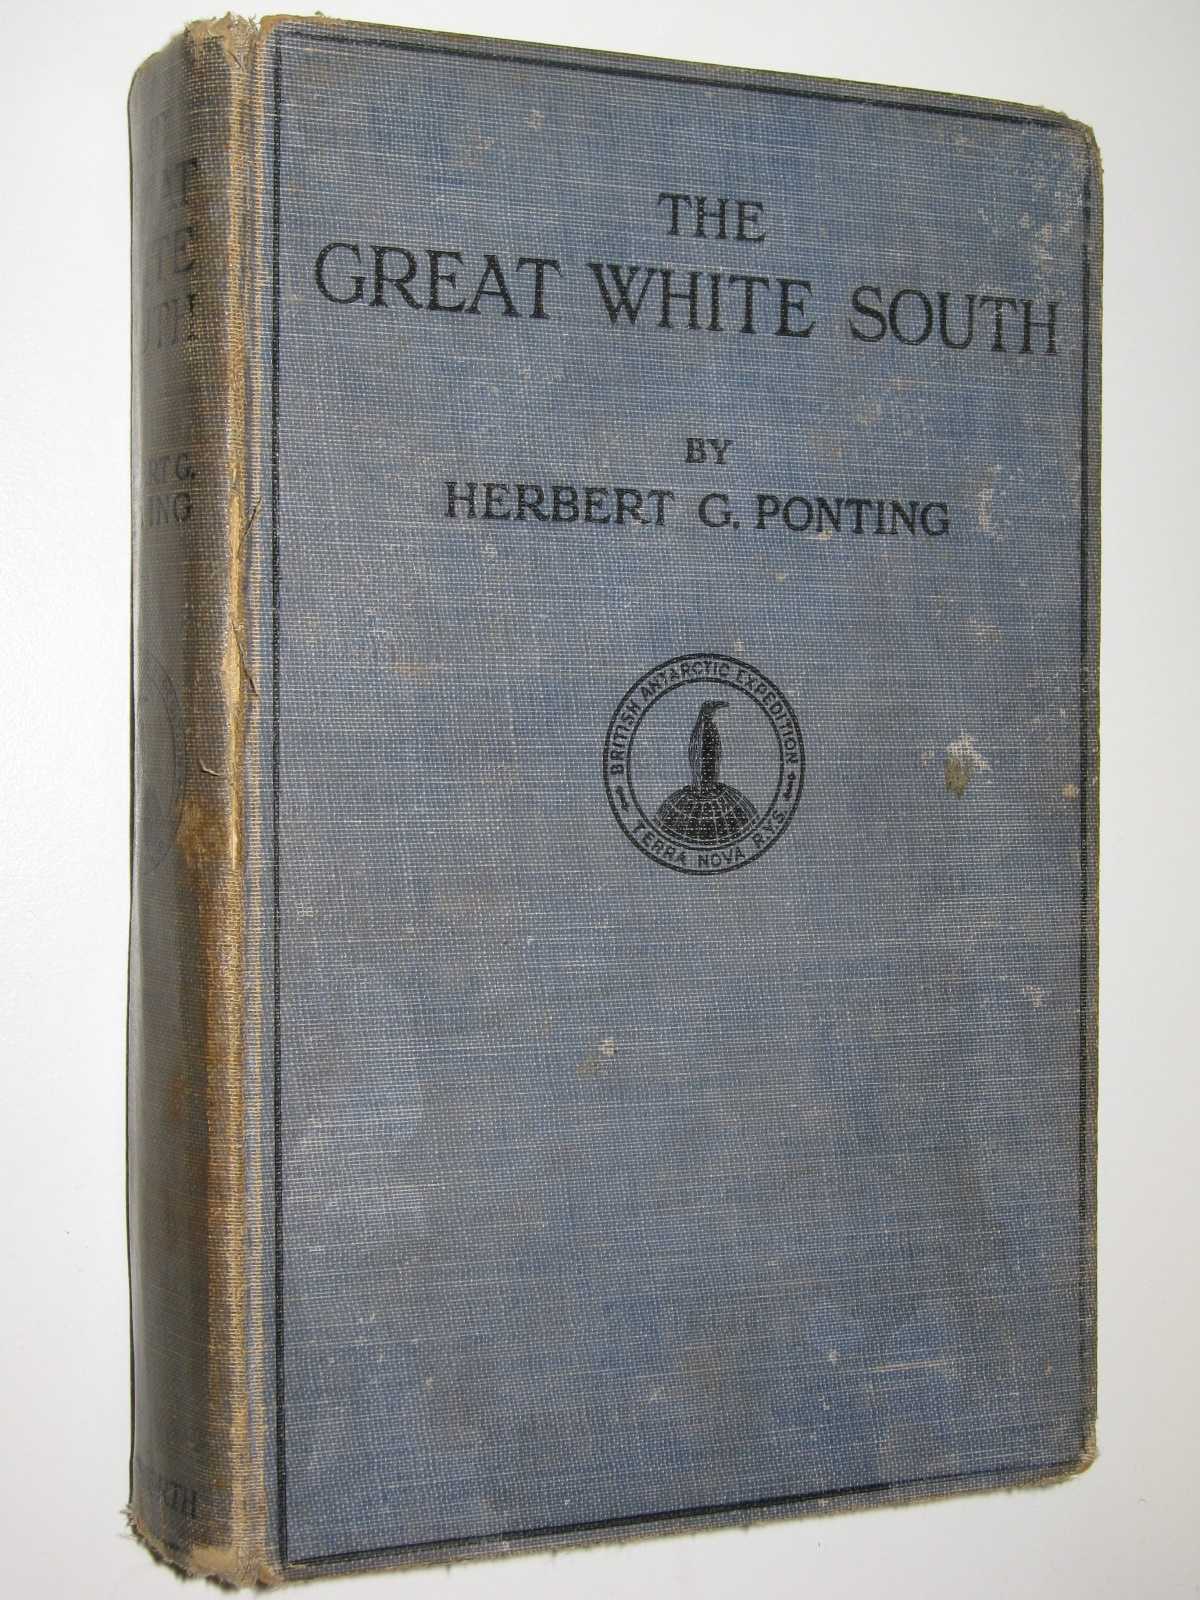 THE
GREAT WHITE SOUTH
BY
HERBERT G. PONTING
BRITISH ANTARCTIC EXPEDITION
TERRA NOVA R.Y.S.